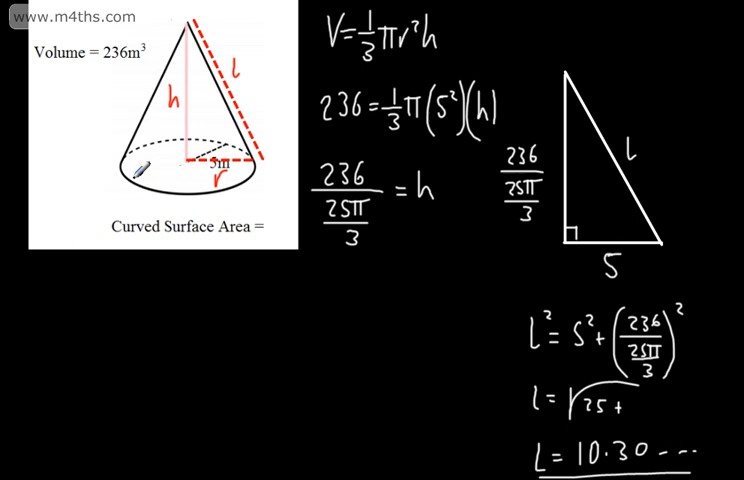 www.m4ths.com
Volume = 236m³
h
l
5m
r
Curved Surface Area =
V=⅓πr²h
236=⅓π(5²)(h)
236/(25π/3) = h
236/(25π/3)
l
5
l²=5²+(236/(25π/3))²
l=√25+
L=10.30---